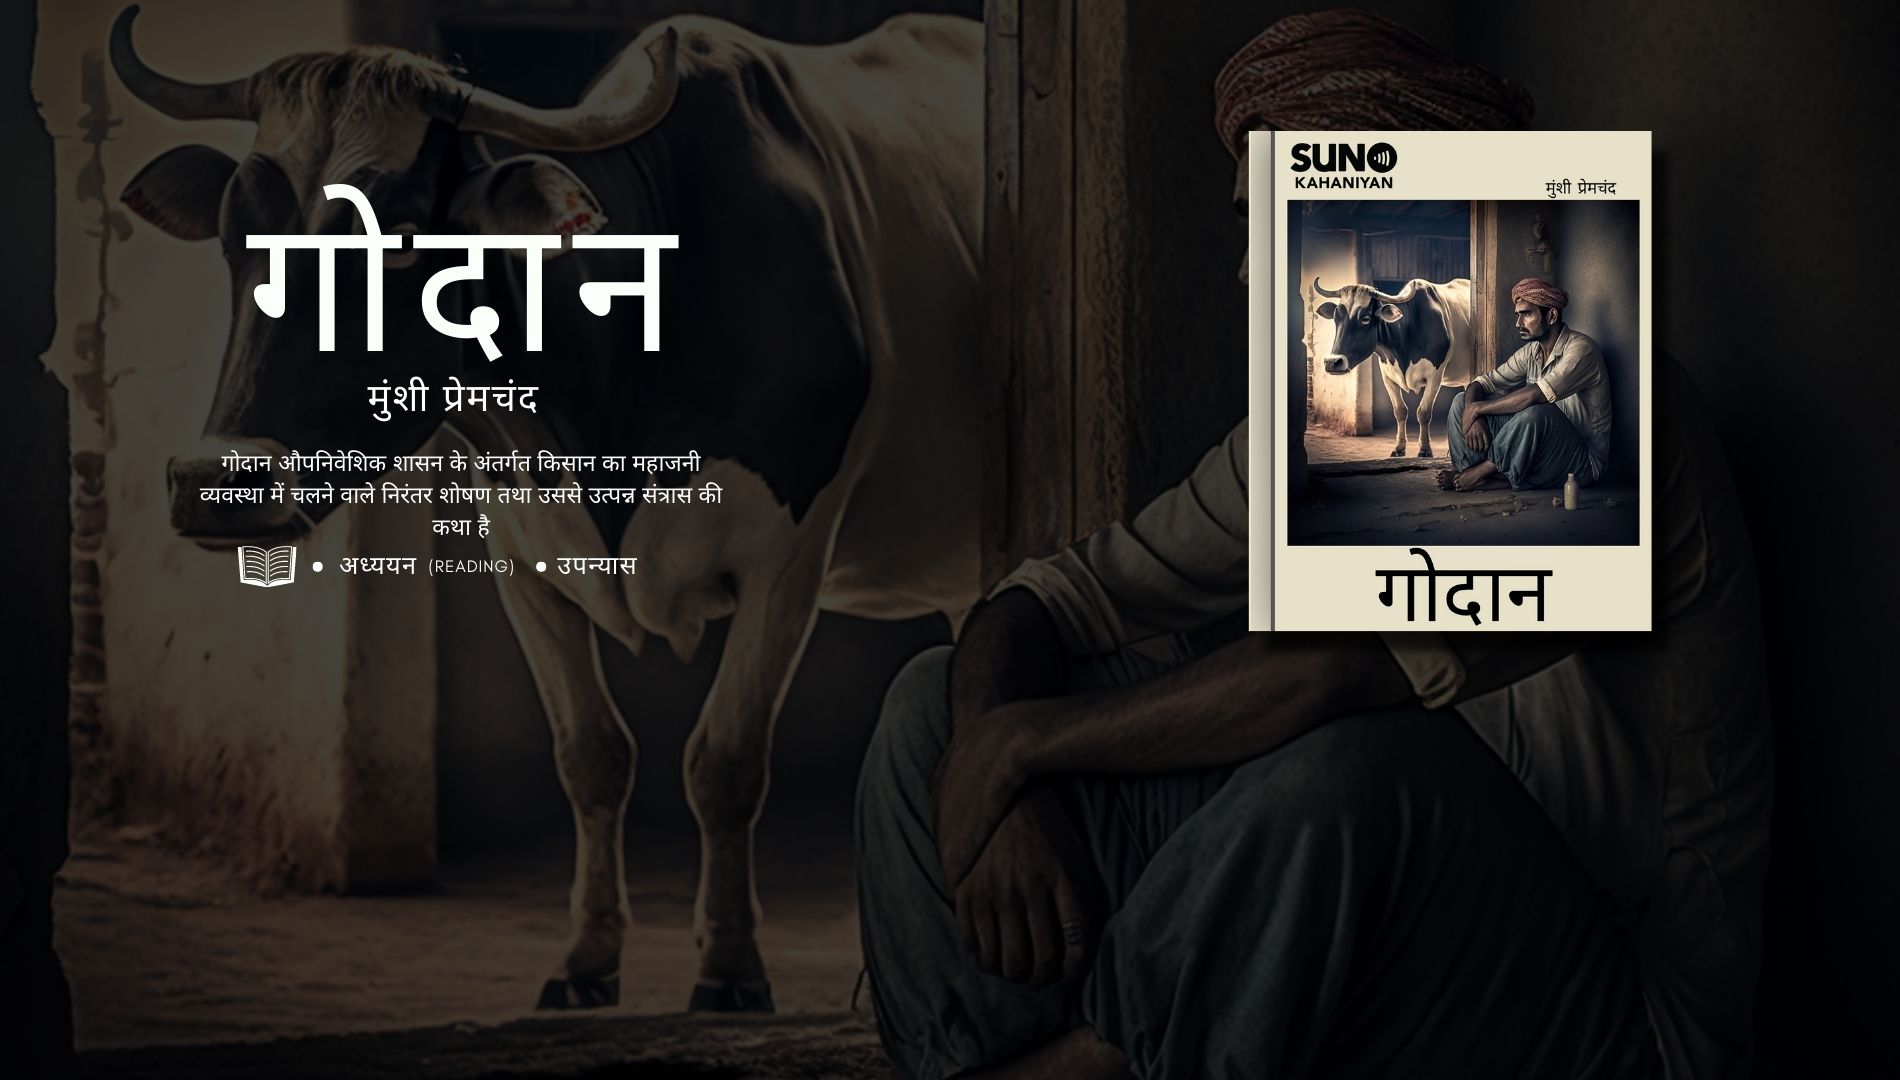 गोदान
मुंशी प्रेमचंद
गोदान औपनिवेशिक शासन के अंतर्गत किसान का महाजनी
व्यवस्था में चलने वाले निरंतर शोषण तथा उससे उत्पन्न संत्रास की
कथा है
• अध्ययन (READING) • उपन्यास
SUNO
KAHANIYAN
मुंशी प्रेमचंद
गोदान